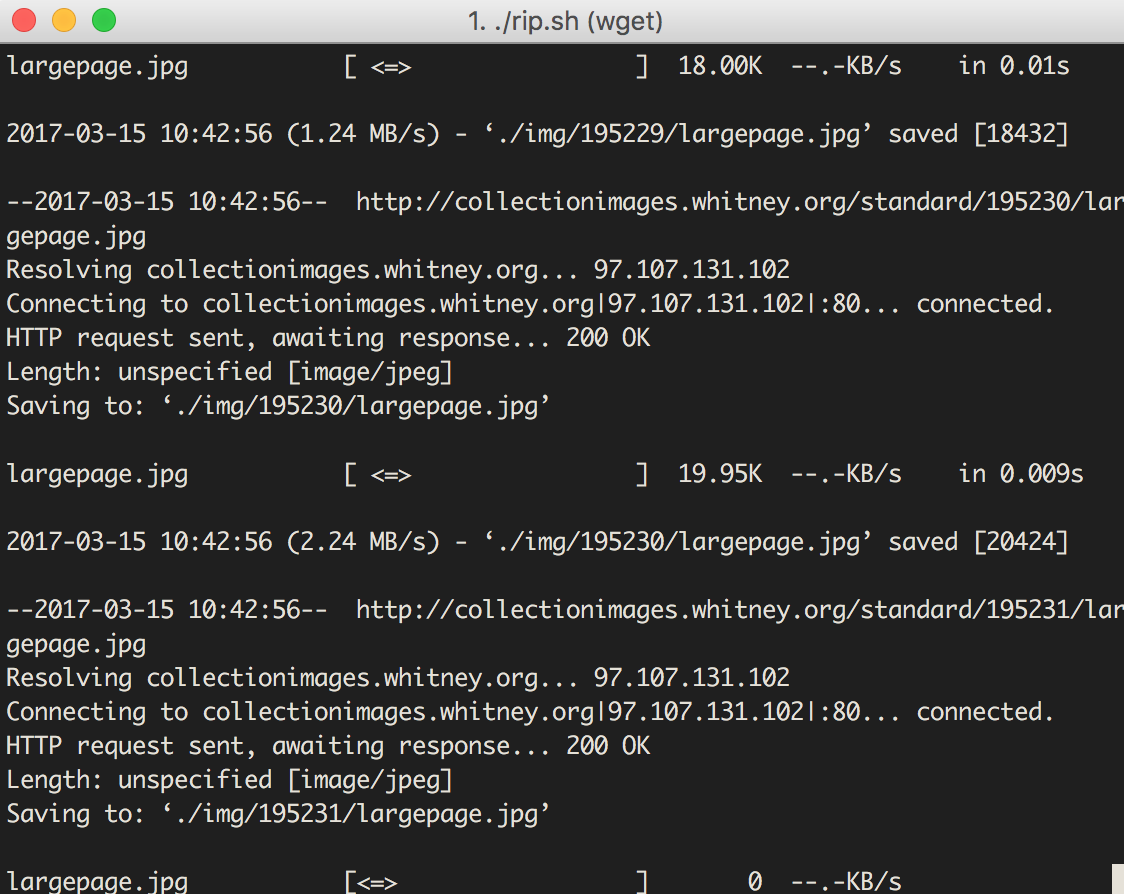 1. ./rip.sh (wget)
largepage.jpg [ <=> ] 18.00K --.-KB/s in 0.01s
2017-03-15 10:42:56 (1.24 MB/s) - ‘./img/195229/largepage.jpg’ saved [18432]
--2017-03-15 10:42:56-- http://collectionimages.whitney.org/standard/195230/lar
gepage.jpg
Resolving collectionimages.whitney.org... 97.107.131.102
Connecting to collectionimages.whitney.org|97.107.131.102|:80... connected.
HTTP request sent, awaiting response... 200 OK
Length: unspecified [image/jpeg]
Saving to: ‘./img/195230/largepage.jpg’
largepage.jpg [ <=> ] 19.95K --.-KB/s in 0.009s
2017-03-15 10:42:56 (2.24 MB/s) - ‘./img/195230/largepage.jpg’ saved [20424]
--2017-03-15 10:42:56-- http://collectionimages.whitney.org/standard/195231/lar
gepage.jpg
Resolving collectionimages.whitney.org... 97.107.131.102
Connecting to collectionimages.whitney.org|97.107.131.102|:80... connected.
HTTP request sent, awaiting response... 200 OK
Length: unspecified [image/jpeg]
Saving to: ‘./img/195231/largepage.jpg’
largepage.jpg [<=> ] 0 --.-KB/s